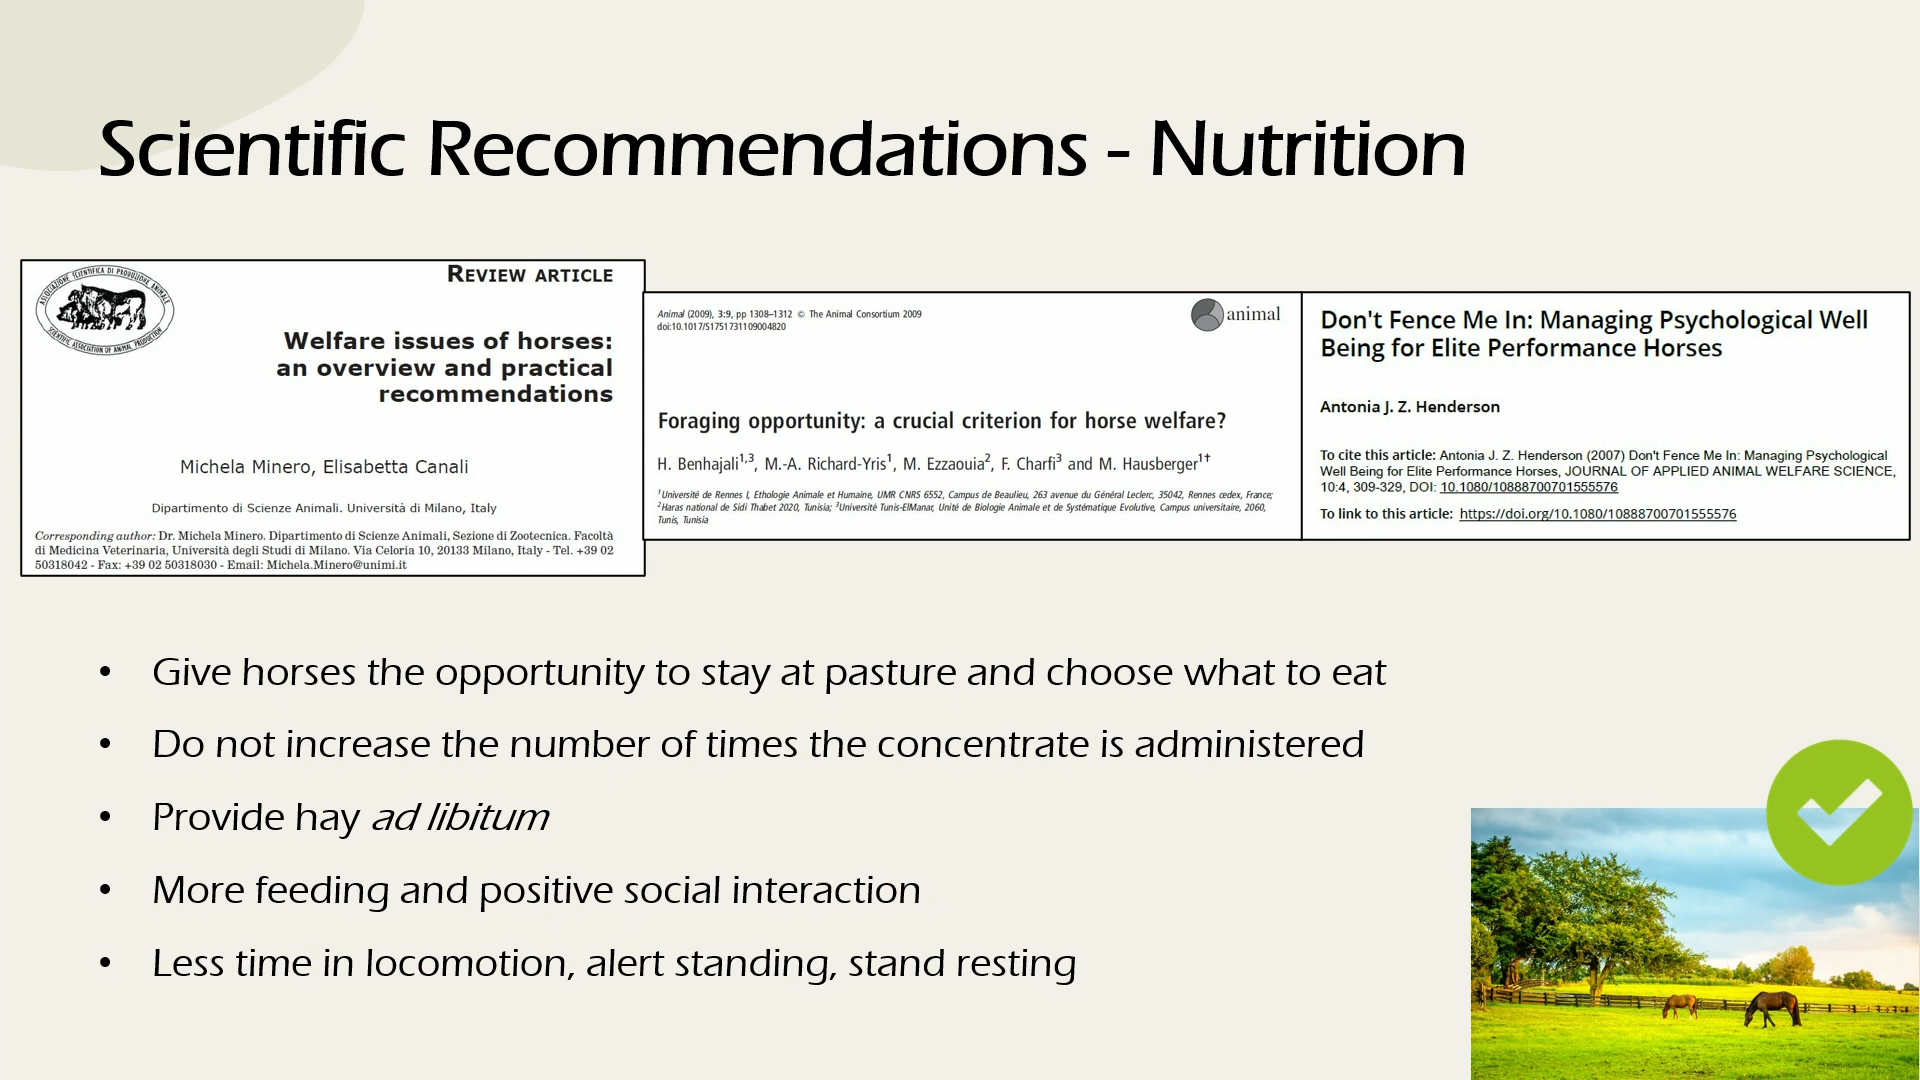 Scientific Recommendations - Nutrition
ASSOCIAZIONE SCIENTIFICA DI PRODUZIONE ANIMALE
SCIENTIFIC ASSOCIATION OF ANIMAL PRODUCTION
REVIEW ARTICLE
Welfare issues of horses:
an overview and practical
recommendations
Michela Minero, Elisabetta Canali
Dipartimento di Scienze Animali. Università di Milano, Italy
Corresponding author: Dr. Michela Minero. Dipartimento di Scienze Animali, Sezione di Zootecnica. Facoltà
di Medicina Veterinaria, Università degli Studi di Milano. Via Celoria 10, 20133 Milano, Italy - Tel. +39 02
50318042 - Fax: +39 02 50318030 - Email: Michela.Minero@unimi.it
Animal (2009), 3:9, pp 1308–1312 © The Animal Consortium 2009
doi:10.1017/S1751731109004820
animal
Foraging opportunity: a crucial criterion for horse welfare?
H. Benhajali1,3, M.-A. Richard-Yris1, M. Ezzaouia2, F. Charfi3 and M. Hausberger1†
1Université de Rennes I, Ethologie Animale et Humaine, UMR CNRS 6552, Campus de Beaulieu, 263 avenue du Général Leclerc, 35042, Rennes cedex, France;
2Haras national de Sidi Thabet 2020, Tunisia; 3Université Tunis-ElManar, Unité de Biologie Animale et de Systématique Evolutive, Campus universitaire, 2060,
Tunis, Tunisia
Don't Fence Me In: Managing Psychological Well
Being for Elite Performance Horses
Antonia J. Z. Henderson
To cite this article: Antonia J. Z. Henderson (2007) Don't Fence Me In: Managing Psychological
Well Being for Elite Performance Horses, JOURNAL OF APPLIED ANIMAL WELFARE SCIENCE,
10:4, 309-329, DOI: 10.1080/10888700701555576
To link to this article: https://doi.org/10.1080/10888700701555576
• Give horses the opportunity to stay at pasture and choose what to eat
• Do not increase the number of times the concentrate is administered
• Provide hay ad libitum
• More feeding and positive social interaction
• Less time in locomotion, alert standing, stand resting